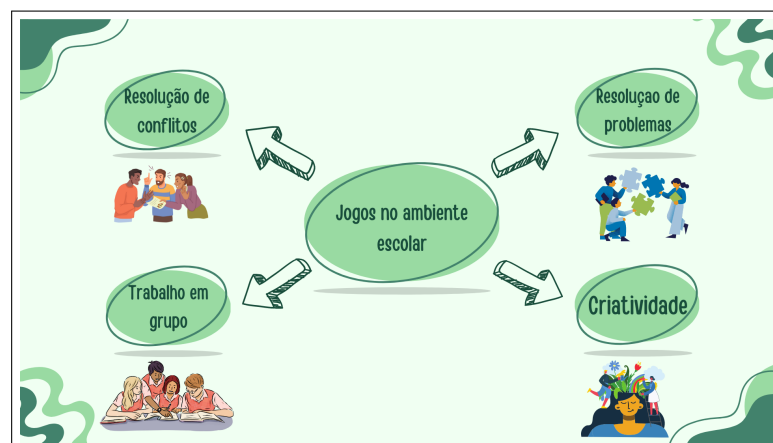 Resolução de
conflitos
Resoluçao de
problemas
Jogos no ambiente
escolar
Trabalho em
grupo
Criatividade